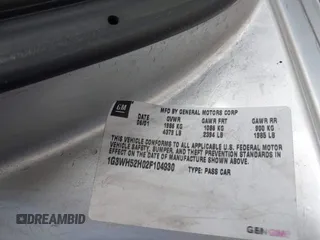 GM
MFD BY GENERAL MOTORS CORP
DATE GVWR GAWR FRT GAWR RR
08/01 1986 KG 1086 KG 900 KG
4379 LB 2394 LB 1985 LB
THIS VEHICLE CONFORMS TO ALL APPLICABLE U.S. FEDERAL MOTOR
VEHICLE SAFETY, BUMPER, AND THEFT PREVENTION STANDARDS IN
EFFECT ON THE DATE OF MANUFACTURE SHOWN ABOVE.
1G3WH52H02F104930 TYPE: PASS CAR
GEN